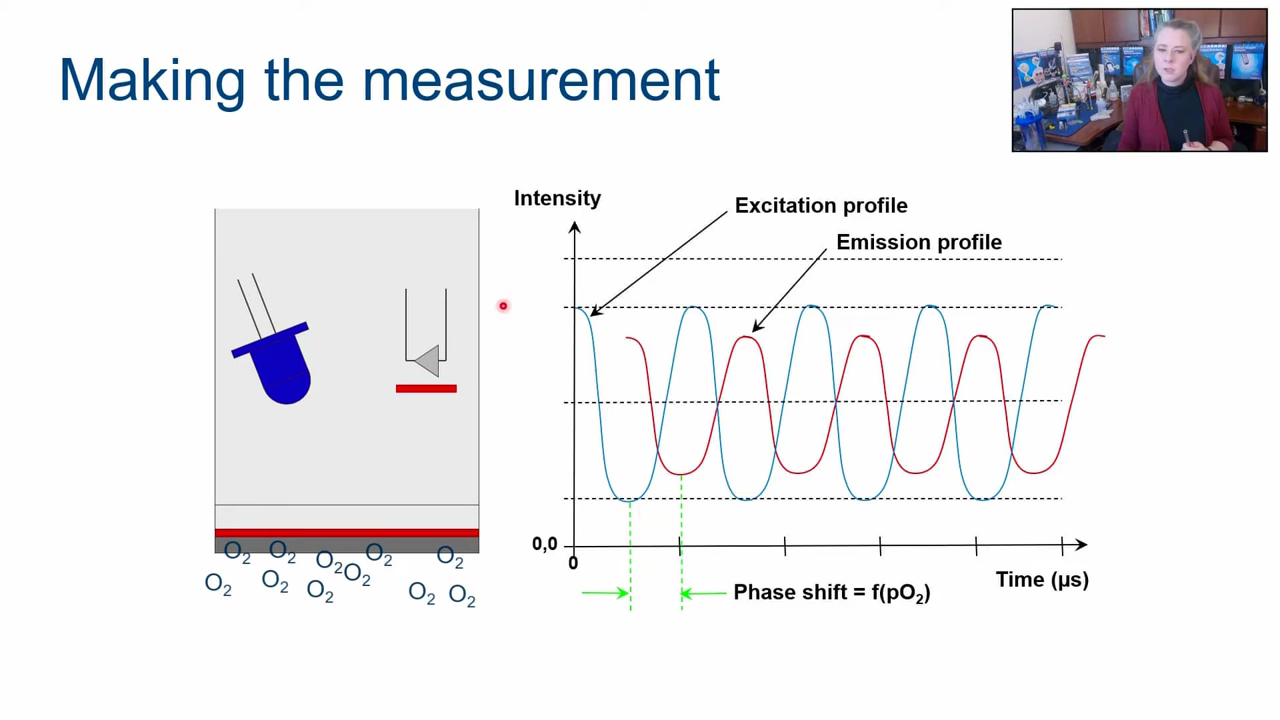 Making the measurement
Intensity
Excitation profile
Emission profile
0,0
0
Time (µs)
Phase shift = f(pO₂)
O₂ O₂ O₂ O₂ O₂
O₂ O₂ O₂ O₂ O₂ O₂